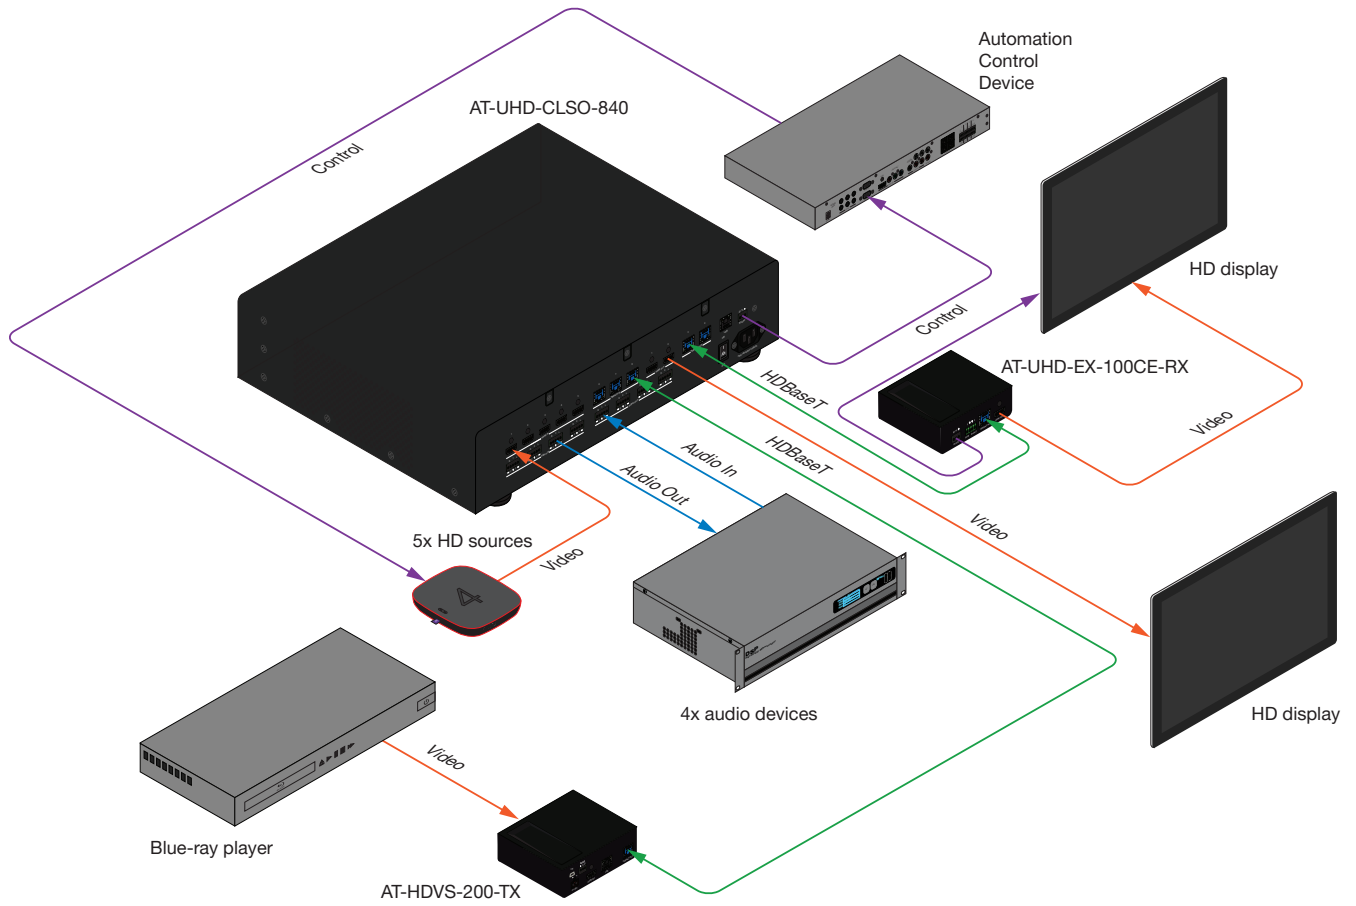 Automation
Control
Device
AT-UHD-CLSO-840
Control
HD display
Control
AT-UHD-EX-100CE-RX
HDBaseT
Video
HDBaseT
Audio In
Audio Out
Video
5x HD sources
Video
4x audio devices
HD display
Video
Blue-ray player
AT-HDVS-200-TX